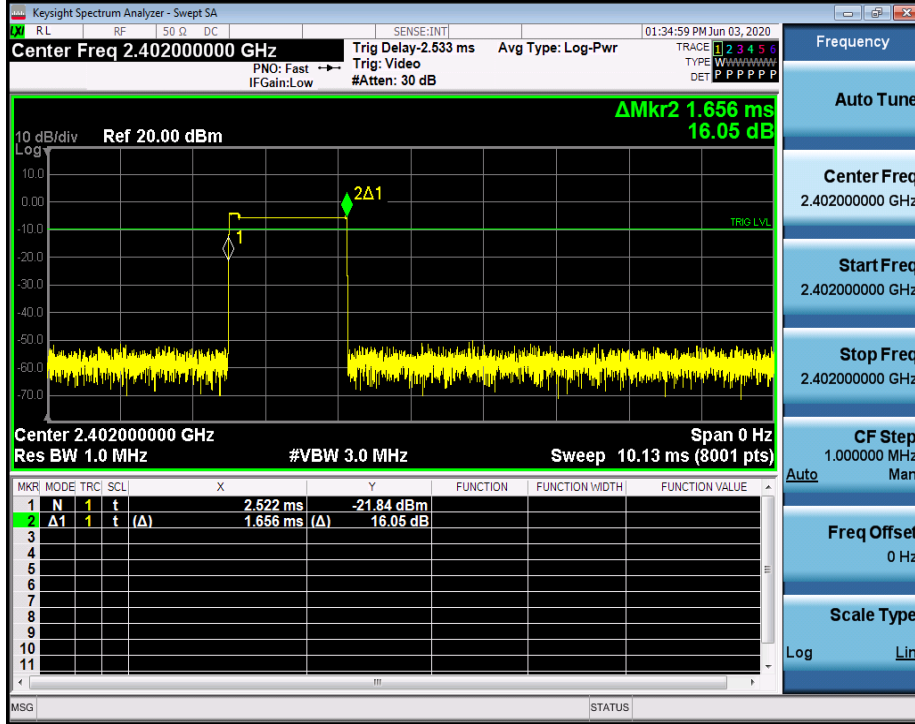 Keysight Spectrum Analyzer - Swept SA
LXI RL RF 50 Ω DC SENSE:INT 01:34:59 PM Jun 03, 2020
Center Freq 2.402000000 GHz
PNO: Fast
IFGain:Low
Trig Delay-2.533 ms
Trig: Video
#Atten: 30 dB
Avg Type: Log-Pwr
TRACE 1 2 3 4 5 6
TYPE WWWWWW
DET P P P P P P
ΔMkr2 1.656 ms
16.05 dB
10 dB/div Ref 20.00 dBm
Log
10.0
0.00
-10.0
-20.0
-30.0
-40.0
-50.0
-60.0
-70.0
2Δ1
1
TRIG LVL
Center 2.402000000 GHz Span 0 Hz
Res BW 1.0 MHz #VBW 3.0 MHz Sweep 10.13 ms (8001 pts)
MKR MODE TRC SCL X Y FUNCTION FUNCTION WIDTH FUNCTION VALUE
1 N 1 t 2.522 ms -21.84 dBm
2 Δ1 1 t (Δ) 1.656 ms (Δ) 16.05 dB
3
4
5
6
7
8
9
10
11
MSG STATUS
Frequency
Auto Tune
Center Freq
2.402000000 GHz
Start Freq
2.402000000 GHz
Stop Freq
2.402000000 GHz
CF Step
1.000000 MHz
Auto Man
Freq Offset
0 Hz
Scale Type
Log Lin